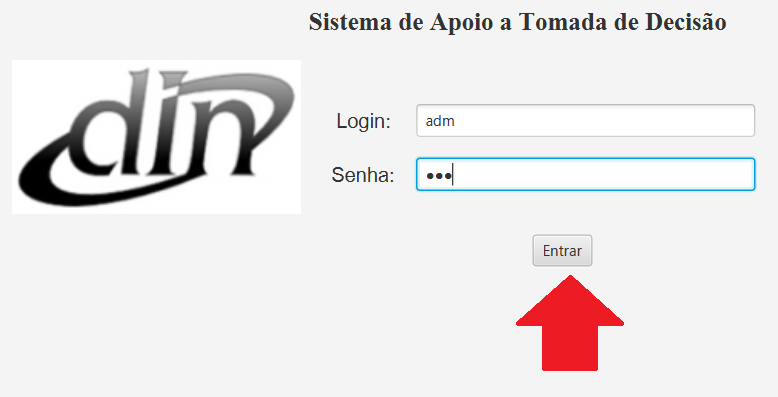 Sistema de Apoio a Tomada de Decisão
din
Login: adm
Senha: •••
Entrar